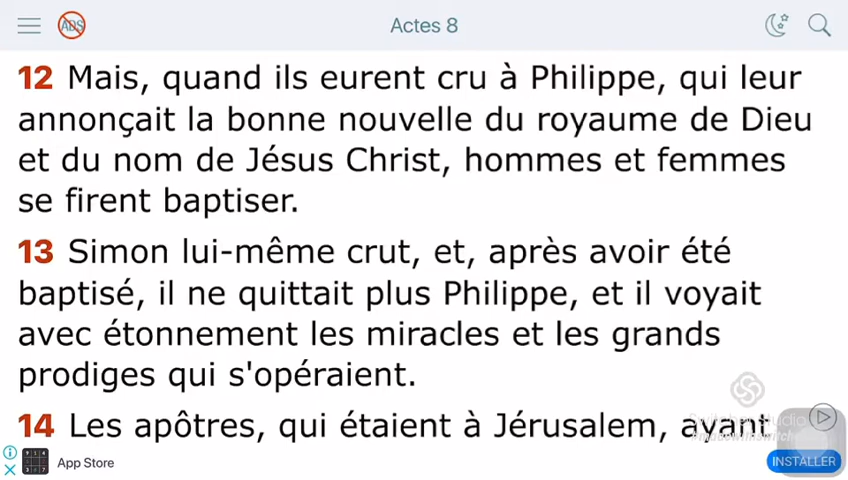 ADS
Actes 8
12 Mais, quand ils eurent cru à Philippe, qui leur
annonçait la bonne nouvelle du royaume de Dieu
et du nom de Jésus Christ, hommes et femmes
se firent baptiser.
13 Simon lui-même crut, et, après avoir été
baptisé, il ne quittait plus Philippe, et il voyait
avec étonnement les miracles et les grands
prodiges qui s'opéraient.
14 Les apôtres, qui étaient à Jérusalem, ayant
App Store
INSTALLER